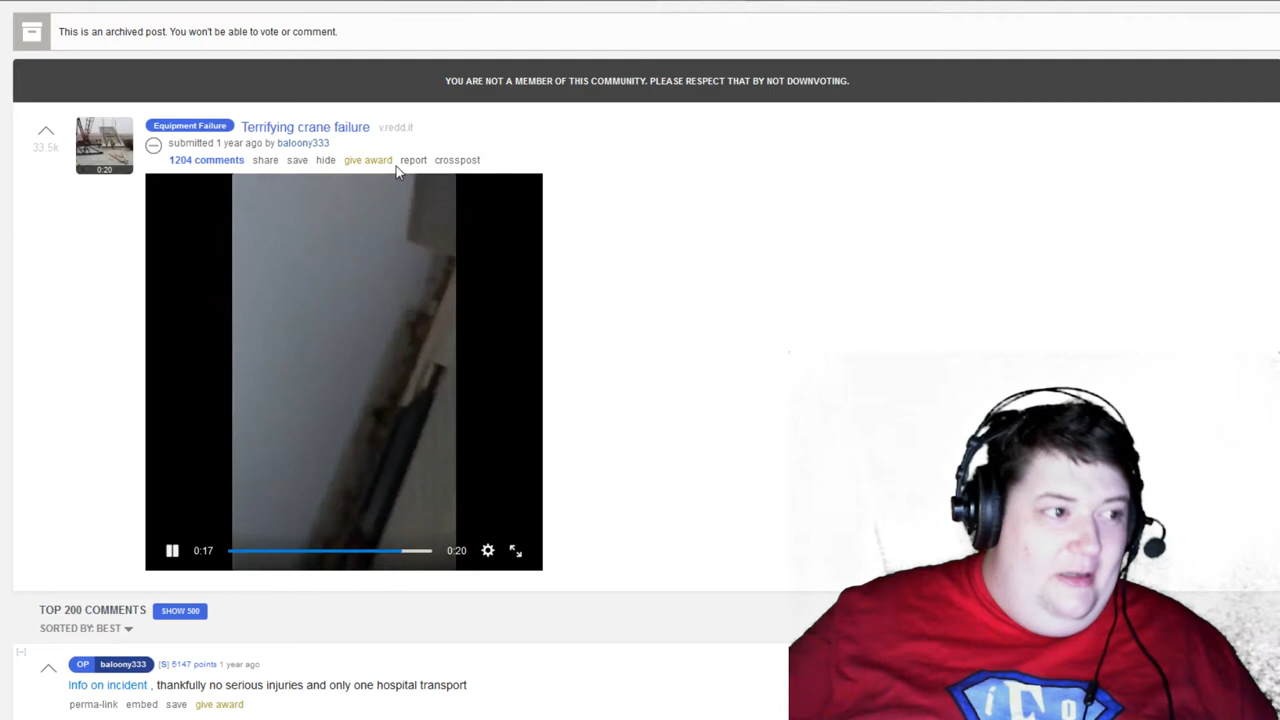 This is an archived post. You won't be able to vote or comment.
YOU ARE NOT A MEMBER OF THIS COMMUNITY. PLEASE RESPECT THAT BY NOT DOWNVOTING.
Equipment Failure Terrifying crane failure v.redd.it
submitted 1 year ago by baloony333
33.5k
0:20
1204 comments share save hide give award report crosspost
0:17 0:20
TOP 200 COMMENTS SHOW 500
SORTED BY: BEST
[-]
OP baloony333 [S] 5147 points 1 year ago
Info on incident , thankfully no serious injuries and only one hospital transport
perma-link embed save give award